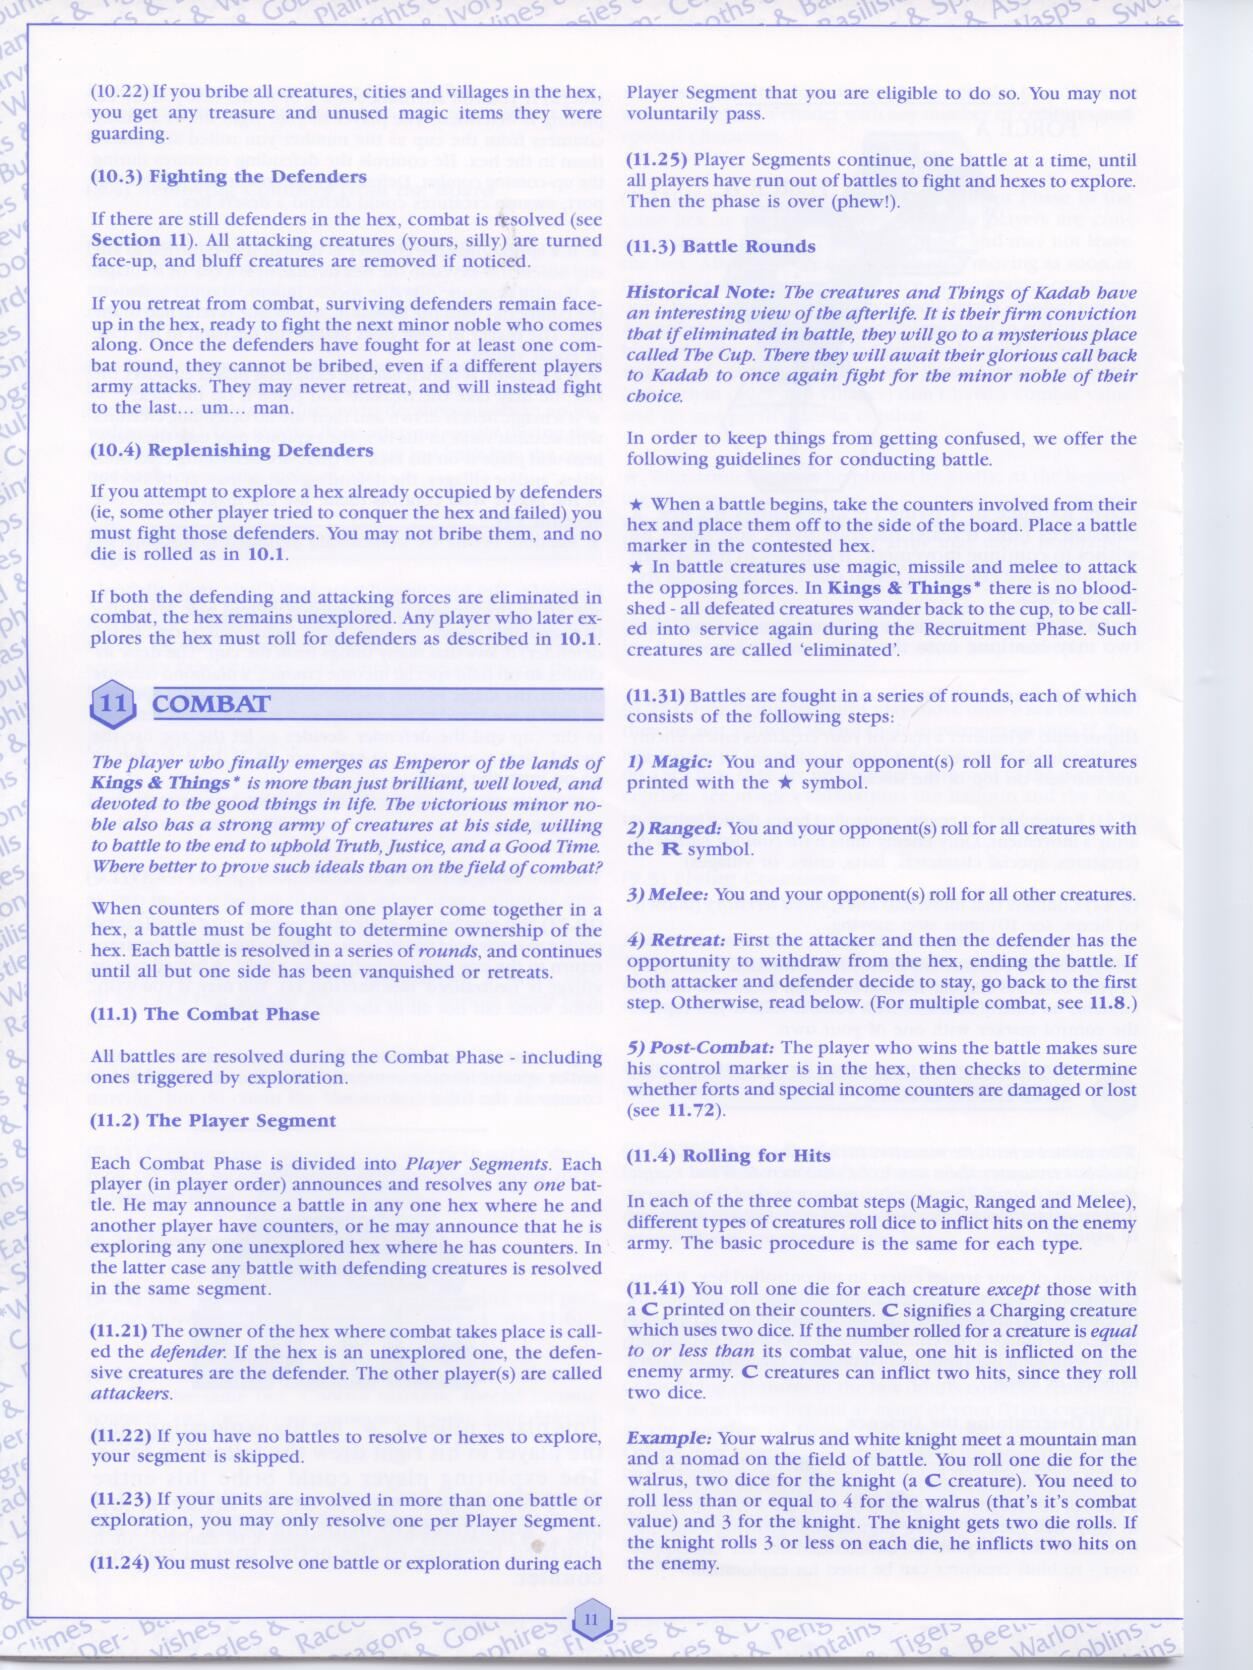 (10.22) If you bribe all creatures, cities and villages in the hex,
you get any treasure and unused magic items they were
guarding.
(10.3) Fighting the Defenders
If there are still defenders in the hex, combat is resolved (see
Section 11). All attacking creatures (yours, silly) are turned
face-up, and bluff creatures are removed if noticed.
If you retreat from combat, surviving defenders remain face-
up in the hex, ready to fight the next minor noble who comes
along. Once the defenders have fought for at least one com-
bat round, they cannot be bribed, even if a different players
army attacks. They may never retreat, and will instead fight
to the last... um... man.
(10.4) Replenishing Defenders
If you attempt to explore a hex already occupied by defenders
(ie, some other player tried to conquer the hex and failed) you
must fight those defenders. You may not bribe them, and no
die is rolled as in 10.1.
If both the defending and attacking forces are eliminated in
combat, the hex remains unexplored. Any player who later ex-
plores the hex must roll for defenders as described in 10.1.
11 COMBAT
The player who finally emerges as Emperor of the lands of
Kings & Things* is more than just brilliant, well loved, and
devoted to the good things in life. The victorious minor no-
ble also has a strong army of creatures at his side, willing
to battle to the end to uphold Truth, Justice, and a Good Time.
Where better to prove such ideals than on the field of combat?
When counters of more than one player come together in a
hex, a battle must be fought to determine ownership of the
hex. Each battle is resolved in a series of rounds, and continues
until all but one side has been vanquished or retreats.
(11.1) The Combat Phase
All battles are resolved during the Combat Phase - including
ones triggered by exploration.
(11.2) The Player Segment
Each Combat Phase is divided into Player Segments. Each
player (in player order) announces and resolves any one bat-
tle. He may announce a battle in any one hex where he and
another player have counters, or he may announce that he is
exploring any one unexplored hex where he has counters. In
the latter case any battle with defending creatures is resolved
in the same segment.
(11.21) The owner of the hex where combat takes place is call-
ed the defender. If the hex is an unexplored one, the defen-
sive creatures are the defender. The other player(s) are called
attackers.
(11.22) If you have no battles to resolve or hexes to explore,
your segment is skipped.
(11.23) If your units are involved in more than one battle or
exploration, you may only resolve one per Player Segment.
(11.24) You must resolve one battle or exploration during each
Player Segment that you are eligible to do so. You may not
voluntarily pass.
(11.25) Player Segments continue, one battle at a time, until
all players have run out of battles to fight and hexes to explore.
Then the phase is over (phew!).
(11.3) Battle Rounds
Historical Note: The creatures and Things of Kadab have
an interesting view of the afterlife. It is their firm conviction
that if eliminated in battle, they will go to a mysterious place
called The Cup. There they will await their glorious call back
to Kadab to once again fight for the minor noble of their
choice.
In order to keep things from getting confused, we offer the
following guidelines for conducting battle.
★ When a battle begins, take the counters involved from their
hex and place them off to the side of the board. Place a battle
marker in the contested hex.
★ In battle creatures use magic, missile and melee to attack
the opposing forces. In Kings & Things* there is no blood-
shed - all defeated creatures wander back to the cup, to be call-
ed into service again during the Recruitment Phase. Such
creatures are called ‘eliminated’.
(11.31) Battles are fought in a series of rounds, each of which
consists of the following steps:
1) Magic: You and your opponent(s) roll for all creatures
printed with the ★ symbol.
2) Ranged: You and your opponent(s) roll for all creatures with
the R symbol.
3) Melee: You and your opponent(s) roll for all other creatures.
4) Retreat: First the attacker and then the defender has the
opportunity to withdraw from the hex, ending the battle. If
both attacker and defender decide to stay, go back to the first
step. Otherwise, read below. (For multiple combat, see 11.8.)
5) Post-Combat: The player who wins the battle makes sure
his control marker is in the hex, then checks to determine
whether forts and special income counters are damaged or lost
(see 11.72).
(11.4) Rolling for Hits
In each of the three combat steps (Magic, Ranged and Melee),
different types of creatures roll dice to inflict hits on the enemy
army. The basic procedure is the same for each type.
(11.41) You roll one die for each creature except those with
a C printed on their counters. C signifies a Charging creature
which uses two dice. If the number rolled for a creature is equal
to or less than its combat value, one hit is inflicted on the
enemy army. C creatures can inflict two hits, since they roll
two dice.
Example: Your walrus and white knight meet a mountain man
and a nomad on the field of battle. You roll one die for the
walrus, two dice for the knight (a C creature). You need to
roll less than or equal to 4 for the walrus (that's it's combat
value) and 3 for the knight. The knight gets two die rolls. If
the knight rolls 3 or less on each die, he inflicts two hits on
the enemy.
11